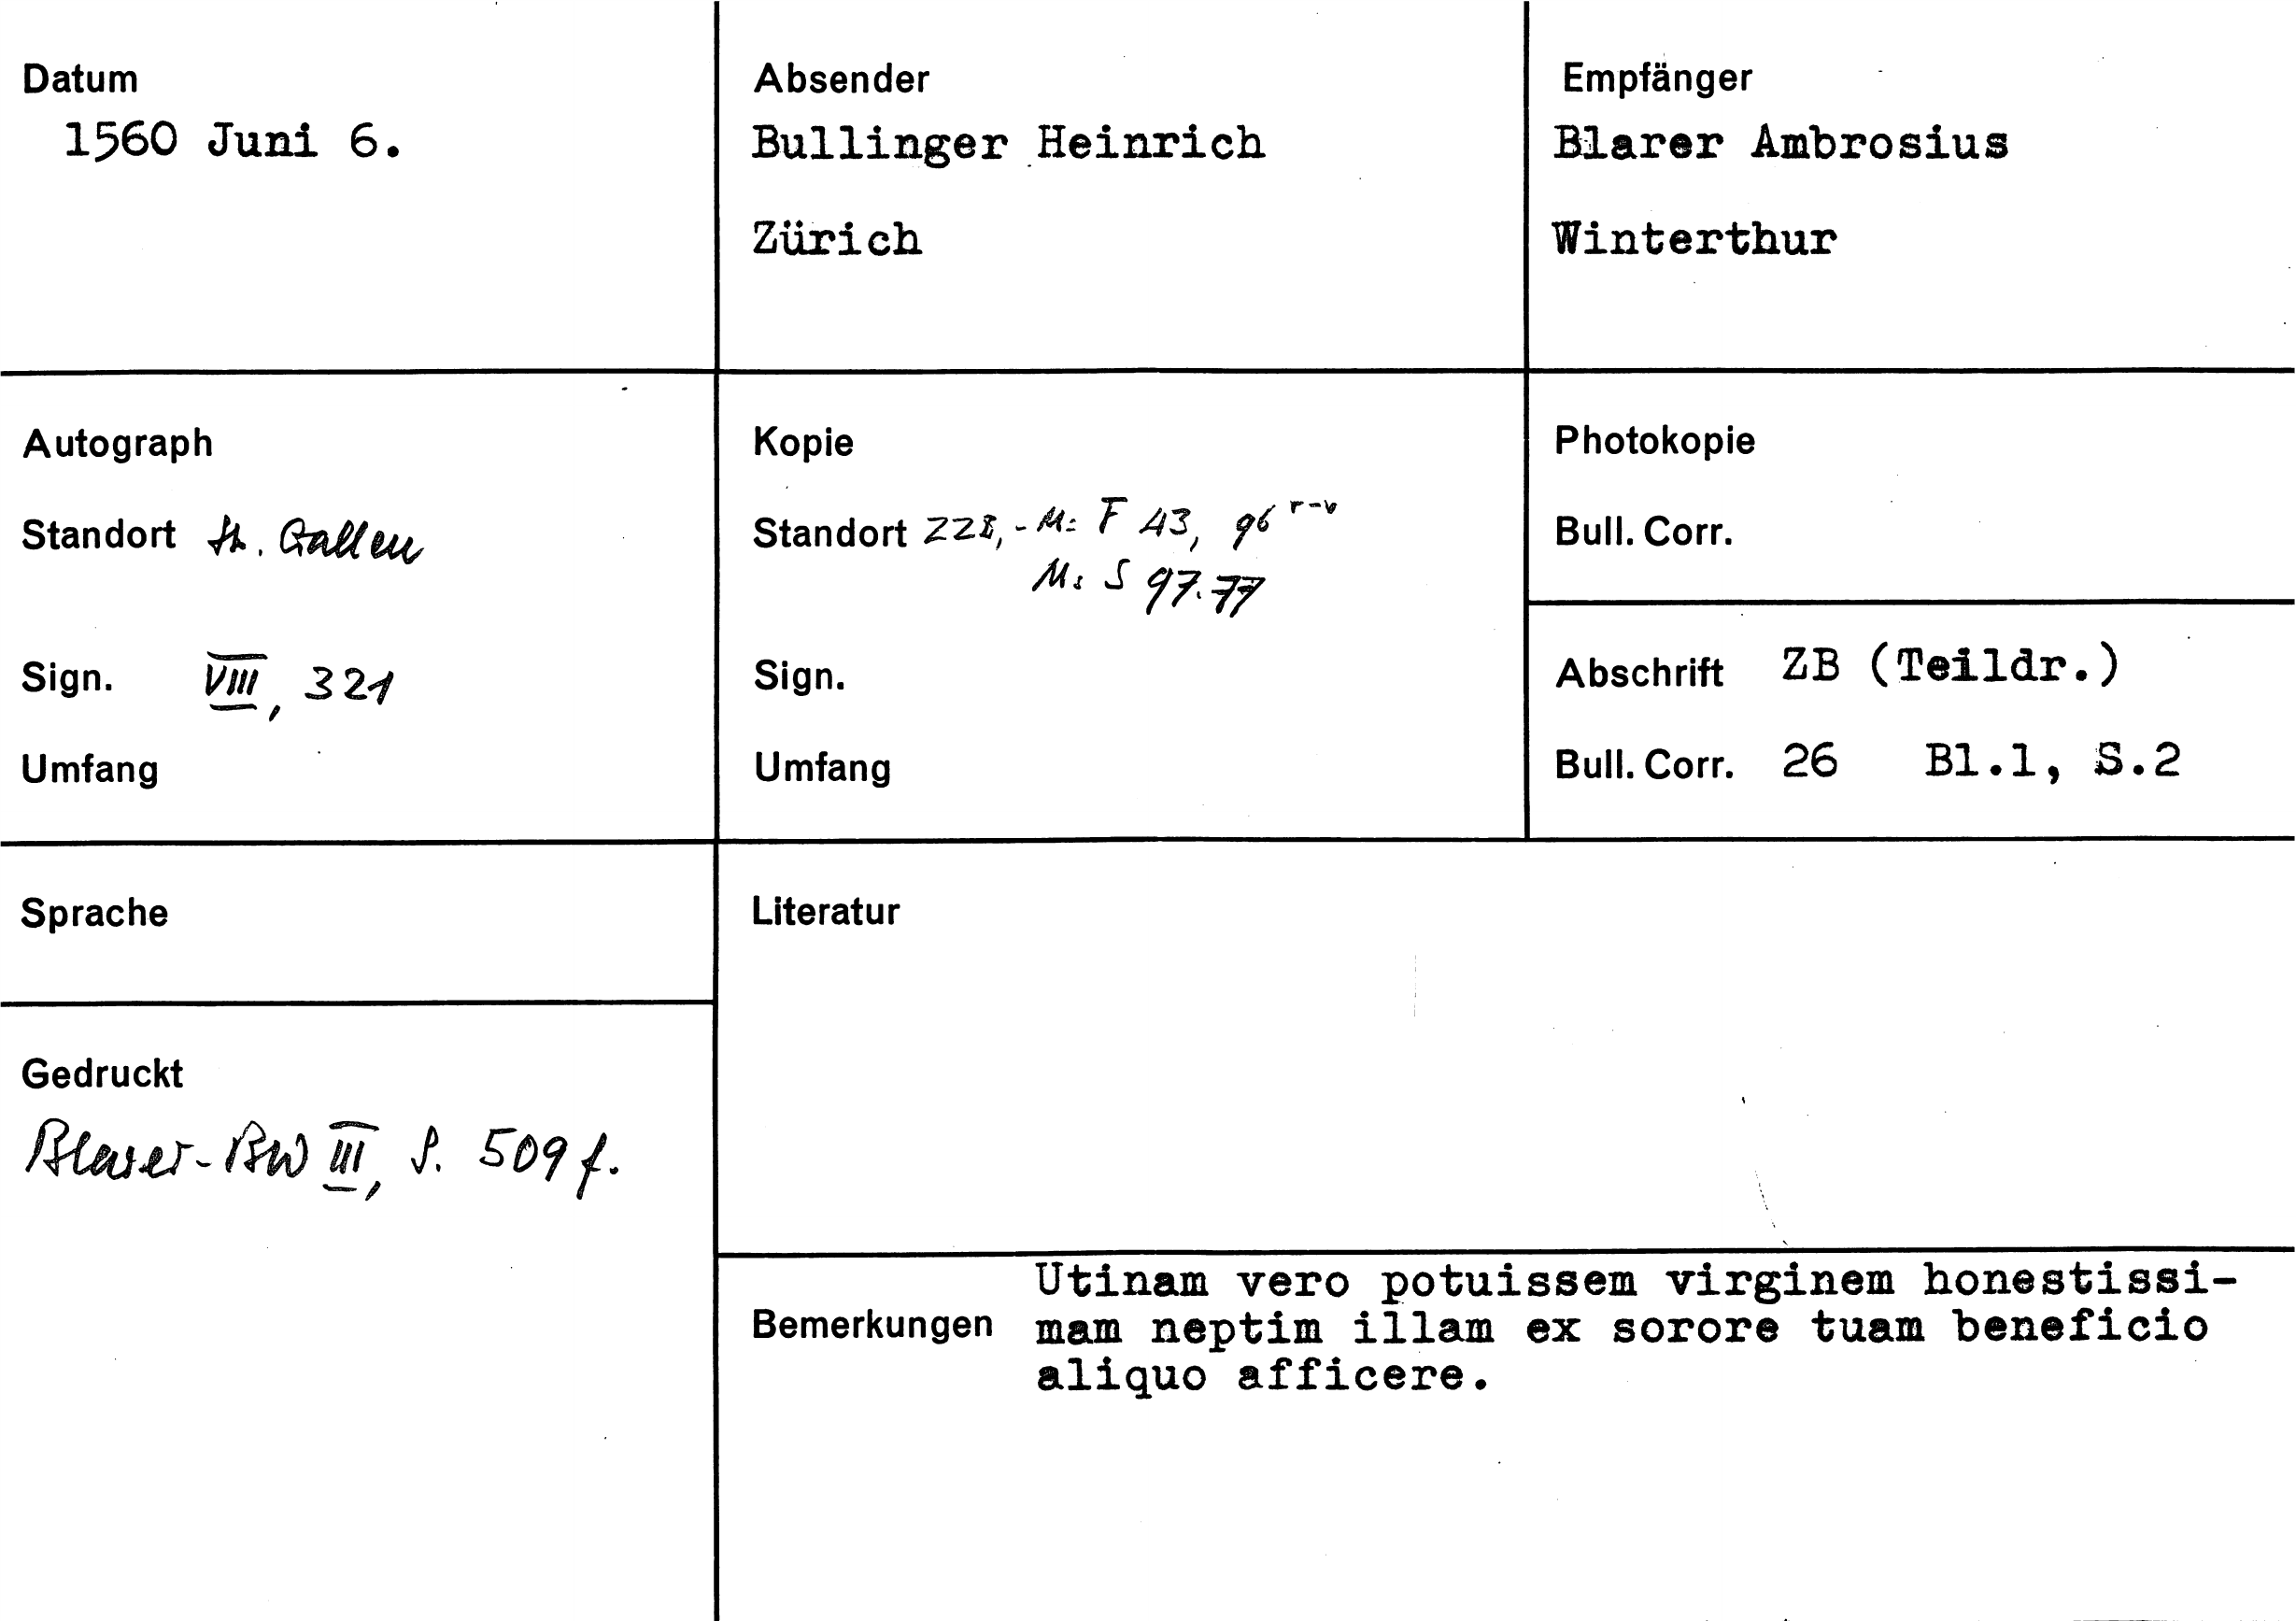 Datum
1560 Juni 6.
Absender
Bullinger Heinrich
Zürich
Empfänger
Blarer Ambrosius
Winterthur
Autograph
Standort St. Gallen
Sign. VIII, 321
Umfang
Kopie
Standort ZZB, - Ms F 43, 96 r-v
Ms S 97.77
Sign.
Umfang
Photokopie
Bull. Corr.
Abschrift ZB (Teildr.)
Bull. Corr. 26 Bl.1, S.2
Sprache
Literatur
Gedruckt
Blarer-BW III, S. 509 f.
Bemerkungen
Utinam vero potuissem virginem honestissi-
mam neptim illam ex sorore tuam beneficio
aliquo afficere.